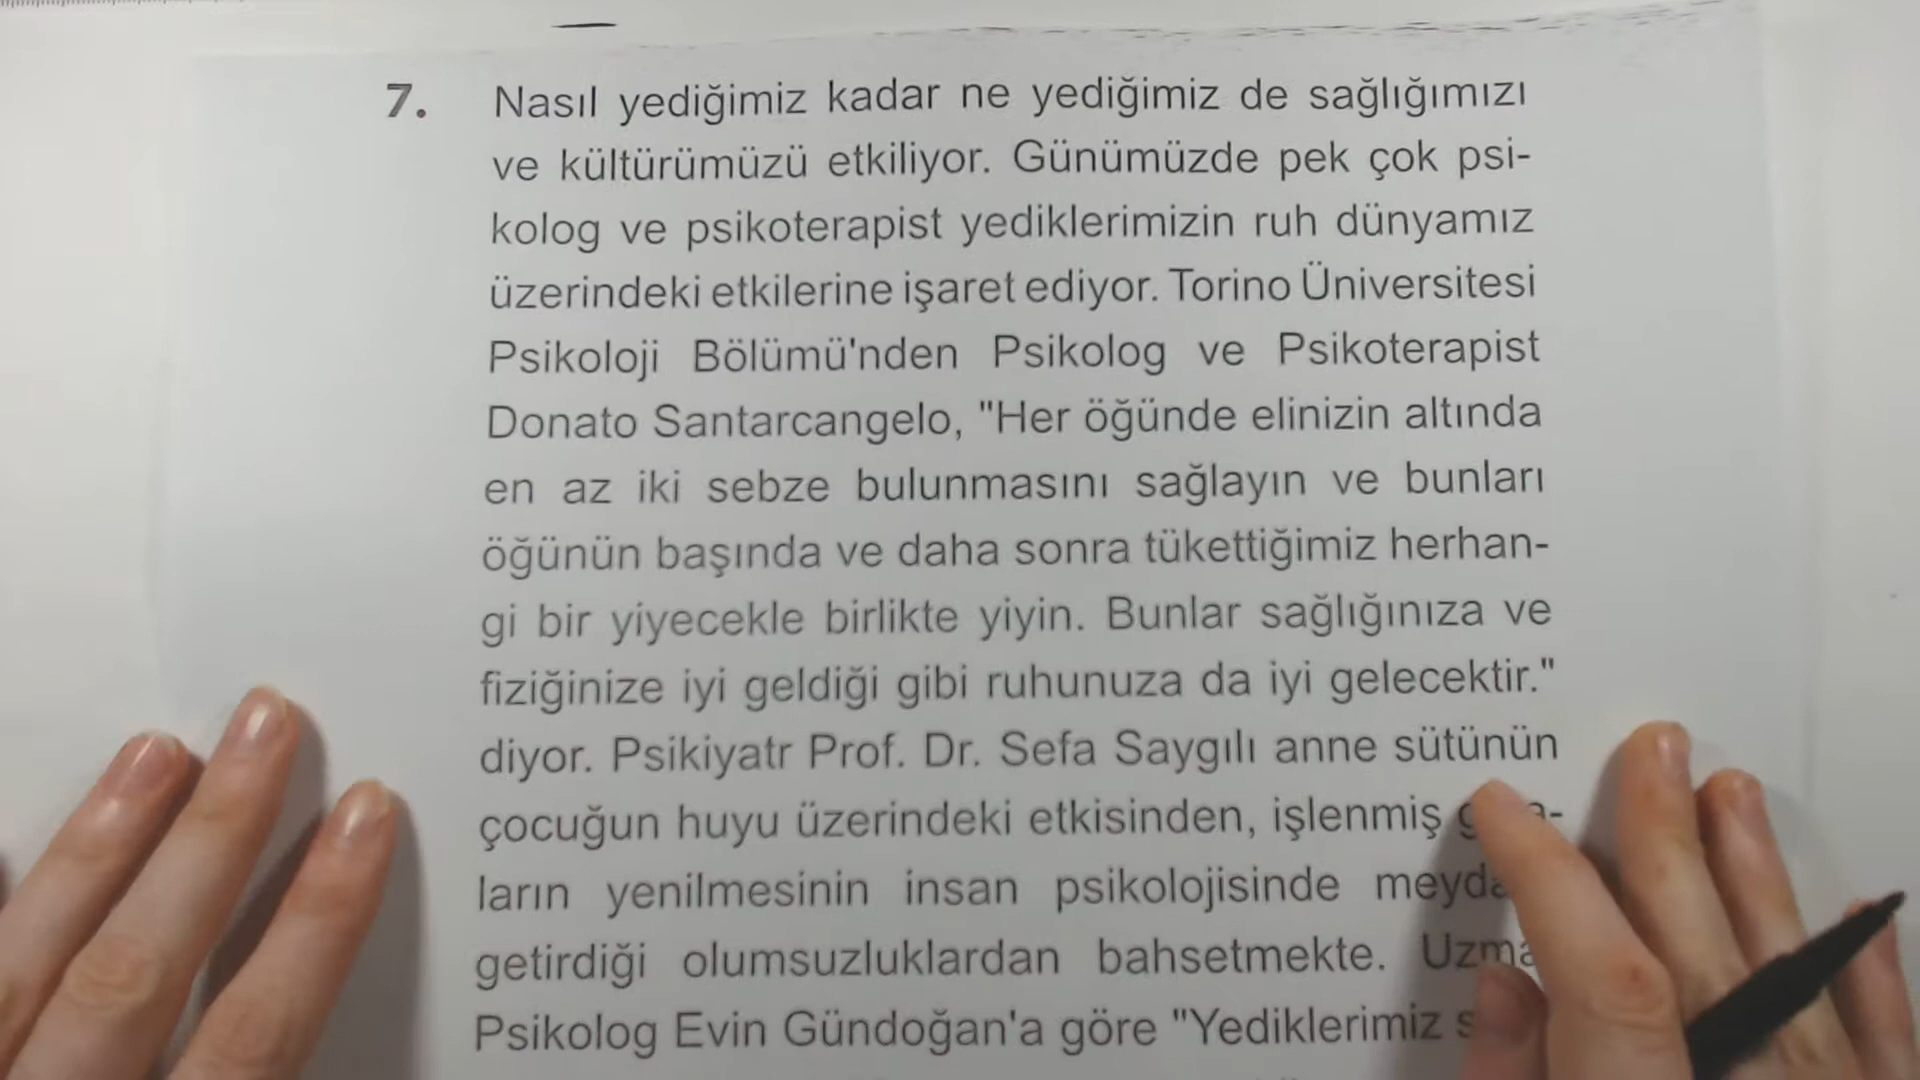 7. Nasıl yediğimiz kadar ne yediğimiz de sağlığımızı
ve kültürümüzü etkiliyor. Günümüzde pek çok psi-
kolog ve psikoterapist yediklerimizin ruh dünyamız
üzerindeki etkilerine işaret ediyor. Torino Üniversitesi
Psikoloji Bölümü'nden Psikolog ve Psikoterapist
Donato Santarcangelo, "Her öğünde elinizin altında
en az iki sebze bulunmasını sağlayın ve bunları
öğünün başında ve daha sonra tükettiğimiz herhan-
gi bir yiyecekle birlikte yiyin. Bunlar sağlığınıza ve
fiziğinize iyi geldiği gibi ruhunuza da iyi gelecektir."
diyor. Psikiyatr Prof. Dr. Sefa Saygılı anne sütünün
çocuğun huyu üzerindeki etkisinden, işlenmiş
ların yenilmesinin insan psikolojisinde
getirdiği olumsuzluklardan bahsetmekte.
Psikolog Evin Gündoğan'a göre "Yediklerimiz